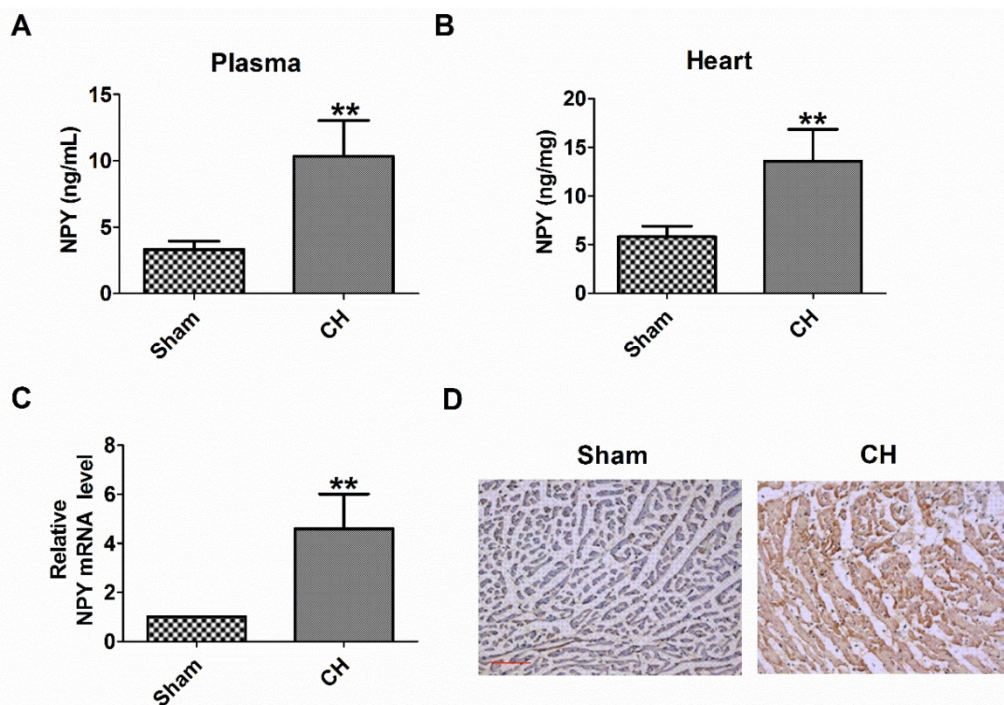 A
Plasma
NPY (ng/mL)
15
10
5
0
**
Sham
CH
B
Heart
NPY (ng/mg)
20
15
10
5
0
**
Sham
CH
C
Relative
NPY mRNA level
8
6
4
2
0
**
Sham
CH
D
Sham
CH